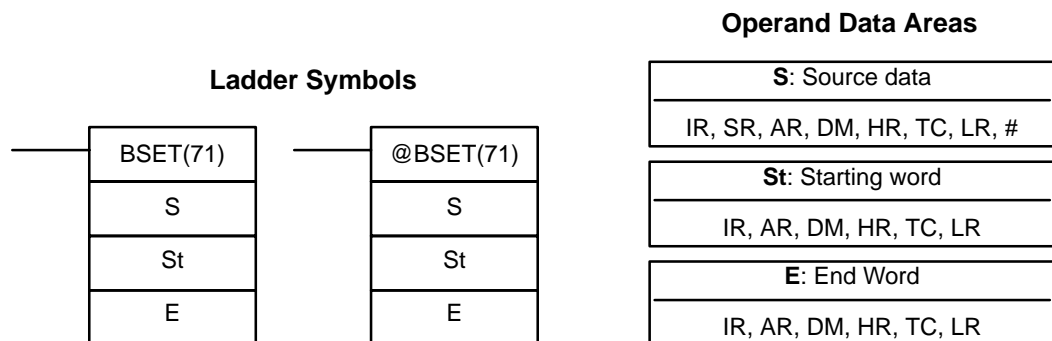 Ladder Symbols
BSET(71)
S
St
E
@BSET(71)
S
St
E
Operand Data Areas
S: Source data
IR, SR, AR, DM, HR, TC, LR, #
St: Starting word
IR, AR, DM, HR, TC, LR
E: End Word
IR, AR, DM, HR, TC, LR